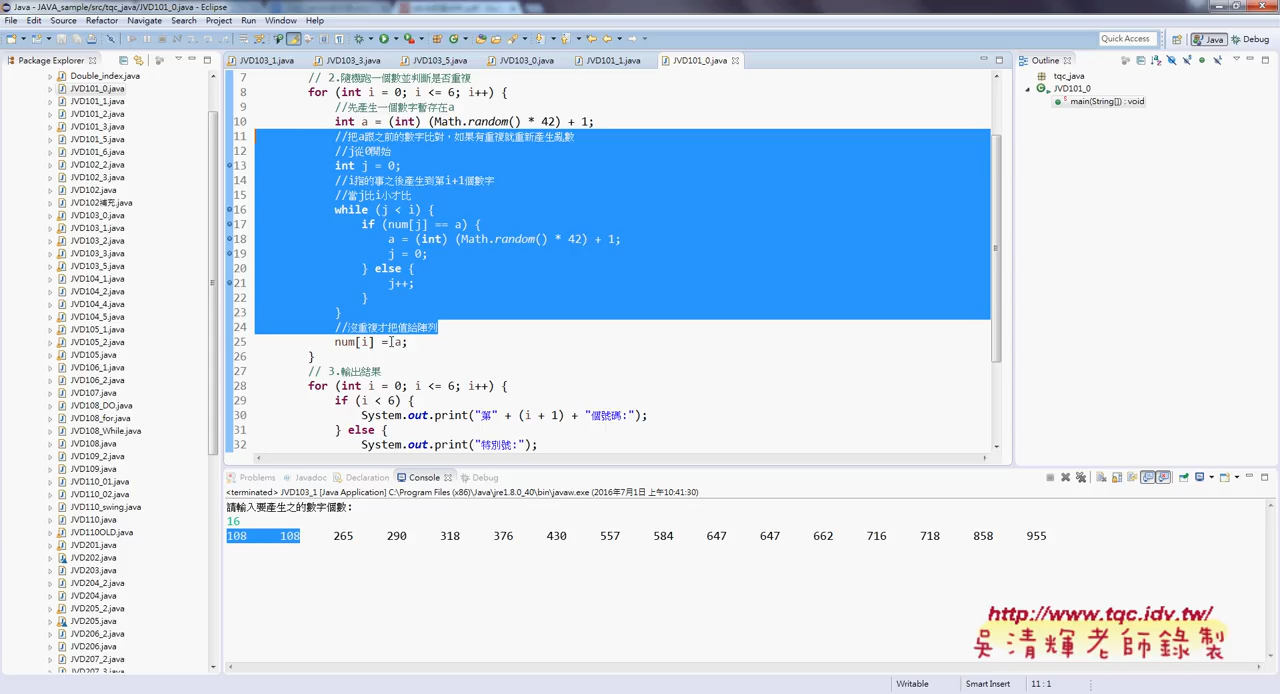 Java - JAVA_sample/src/tqc_java/JVD101_0.java - Eclipse
File Edit Source Refactor Navigate Search Project Run Window Help
Quick Access Java Debug
Package Explorer
Double_index.java
JVD101_0.java
JVD101_1.java
JVD101_2.java
JVD101_3.java
JVD101_5.java
JVD101_6.java
JVD102_2.java
JVD102_3.java
JVD102.java
JVD102補充.java
JVD103_0.java
JVD103_1.java
JVD103_2.java
JVD103_3.java
JVD103_5.java
JVD104_1.java
JVD104_2.java
JVD104_4.java
JVD104_5.java
JVD105_1.java
JVD105_2.java
JVD105.java
JVD106_1.java
JVD106_2.java
JVD107.java
JVD108_DO.java
JVD108_for.java
JVD108_While.java
JVD108.java
JVD109_2.java
JVD109.java
JVD110_01.java
JVD110_02.java
JVD110_swing.java
JVD110.java
JVD110OLD.java
JVD201.java
JVD202.java
JVD203.java
JVD204_2.java
JVD204.java
JVD205_2.java
JVD205.java
JVD206_2.java
JVD206.java
JVD207_2.java
JVD207_3.java
JVD103_1.java JVD103_3.java JVD103_5.java JVD103_0.java JVD101_1.java JVD101_0.java
7 // 2.隨機跑一個數並判斷是否重複
8 for (int i = 0; i <= 6; i++) {
9 //先產生一個數字暫存在a
10 int a = (int) (Math.random() * 42) + 1;
11 //把a跟之前的數字比對，如果有重複就重新產生亂數
12 //j從0開始
13 int j = 0;
14 //i指的事之後產生到第i+1個數字
15 //當j比i小才比
16 while (j < i) {
17 if (num[j] == a) {
18 a = (int) (Math.random() * 42) + 1;
19 j = 0;
20 } else {
21 j++;
22 }
23 }
24 //沒重複才把值給陣列
25 num[i] = a;
26 }
27 // 3.輸出結果
28 for (int i = 0; i <= 6; i++) {
29 if (i < 6) {
30 System.out.print("第" + (i + 1) + "個號碼:");
31 } else {
32 System.out.print("特別號:");
Outline
tqc_java
JVD101_0
main(String[]) : void
Problems Javadoc Declaration Console Debug
<terminated> JVD103_1 [Java Application] C:\Program Files (x86)\Java\jre1.8.0_40\bin\javaw.exe (2016年7月1日 上午10:41:30)
請輸入要產生之的數字個數:
16
108 108 265 290 318 376 430 557 584 647 647 662 716 718 858 955
http://www.tqc.idv.tw/
吳清輝老師錄製
Writable Smart Insert 11 : 1